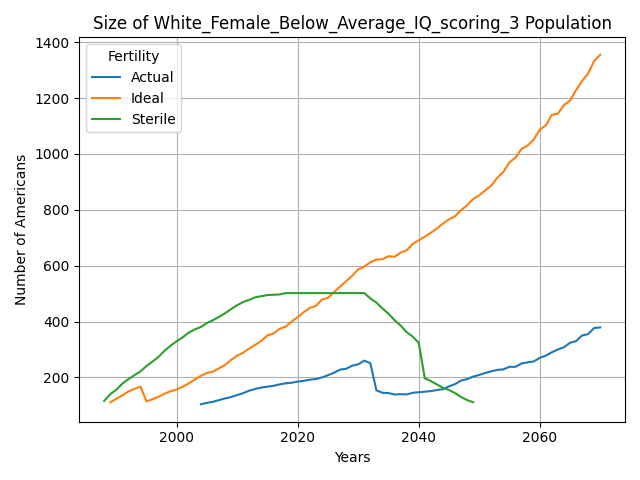 Size of White_Female_Below_Average_IQ_scoring_3 Population
Fertility
Actual
Ideal
Sterile
Number of Americans
1400
1200
1000
800
600
400
200
2000
2020
2040
2060
Years